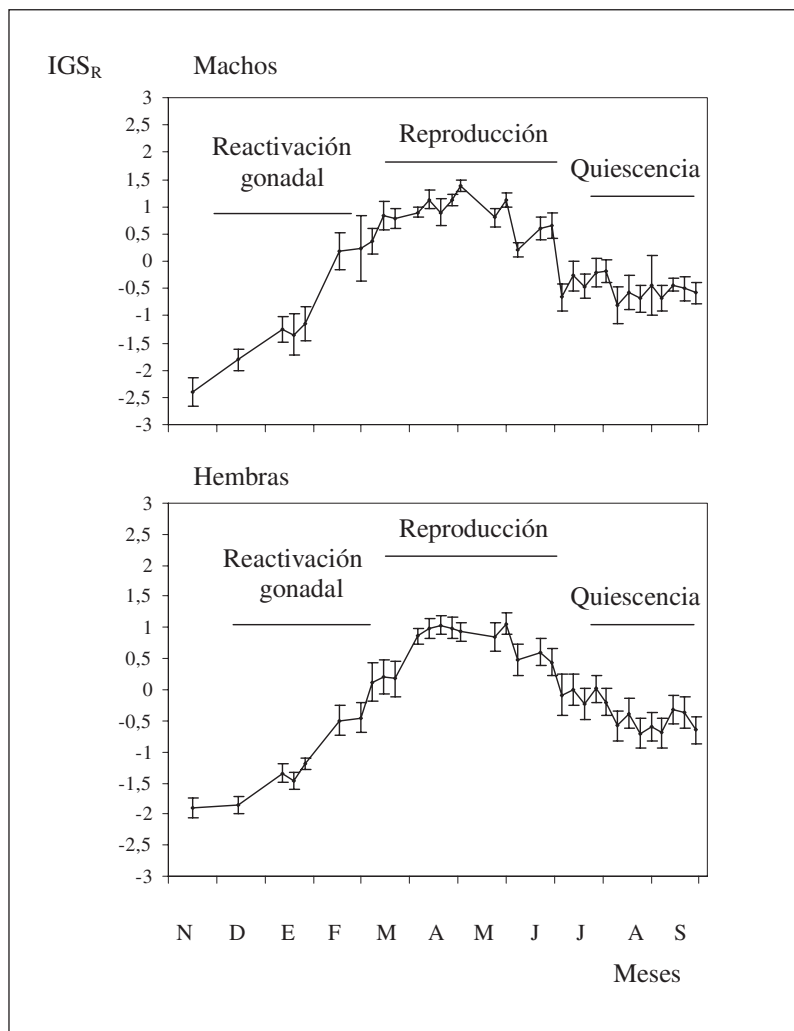 IGSR Machos
3
2,5
2
1,5
1
0,5
0
-0,5
-1
-1,5
-2
-2,5
-3
Reproducción
Reactivación
gonadal
Quiescencia
Hembras
3
2,5
2
1,5
1
0,5
0
-0,5
-1
-1,5
-2
-2,5
-3
Reproducción
Reactivación
gonadal
Quiescencia
N D E F M A M J J A S
Meses